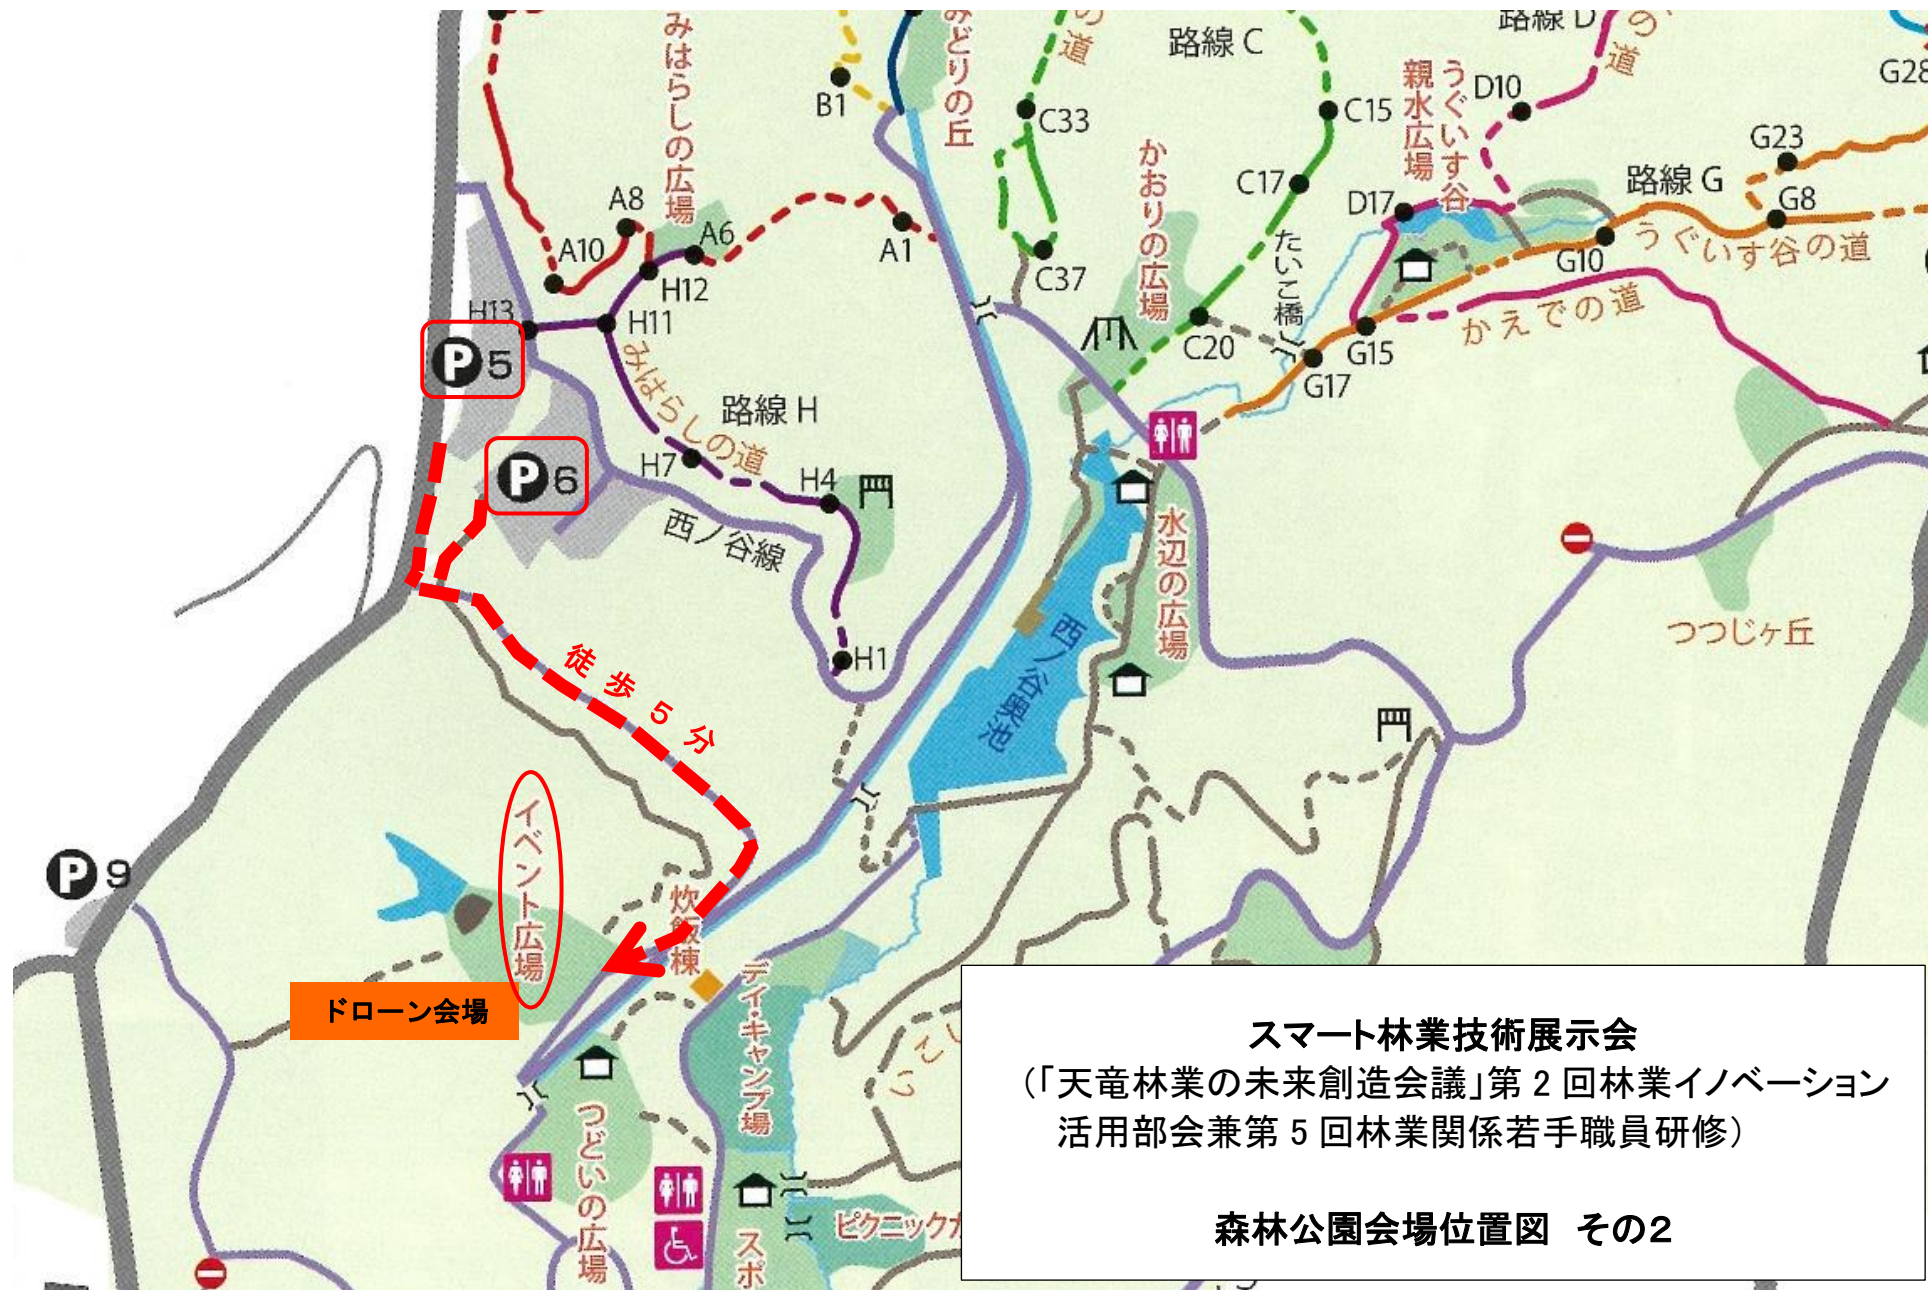 みはらしの広場
みどりの丘
の道
路線 C
路線 D
の道
G28
B1
C33
C15
うぐいす谷
親水広場
D10
G23
かおりの広場
C17
路線 G
A8
D17
G8
A6
A10
A1
たいこ橋
うぐいす谷の道
G10
H12
C37
H13
H11
かえでの道
P5
C20
G15
みはらしの道
G17
路線 H
H7
H4
P6
西ノ谷線
水辺の広場
つつじヶ丘
西ノ谷奥池
H1
徒歩5分
イベント広場
P9
炊飯棟
デイ・キャンプ場
ドローン会場
つどいの広場
ピクニック
スポ
スマート林業技術展示会
(「天竜林業の未来創造会議」第 2 回林業イノベーション
活用部会兼第 5 回林業関係若手職員研修)
森林公園会場位置図 その2